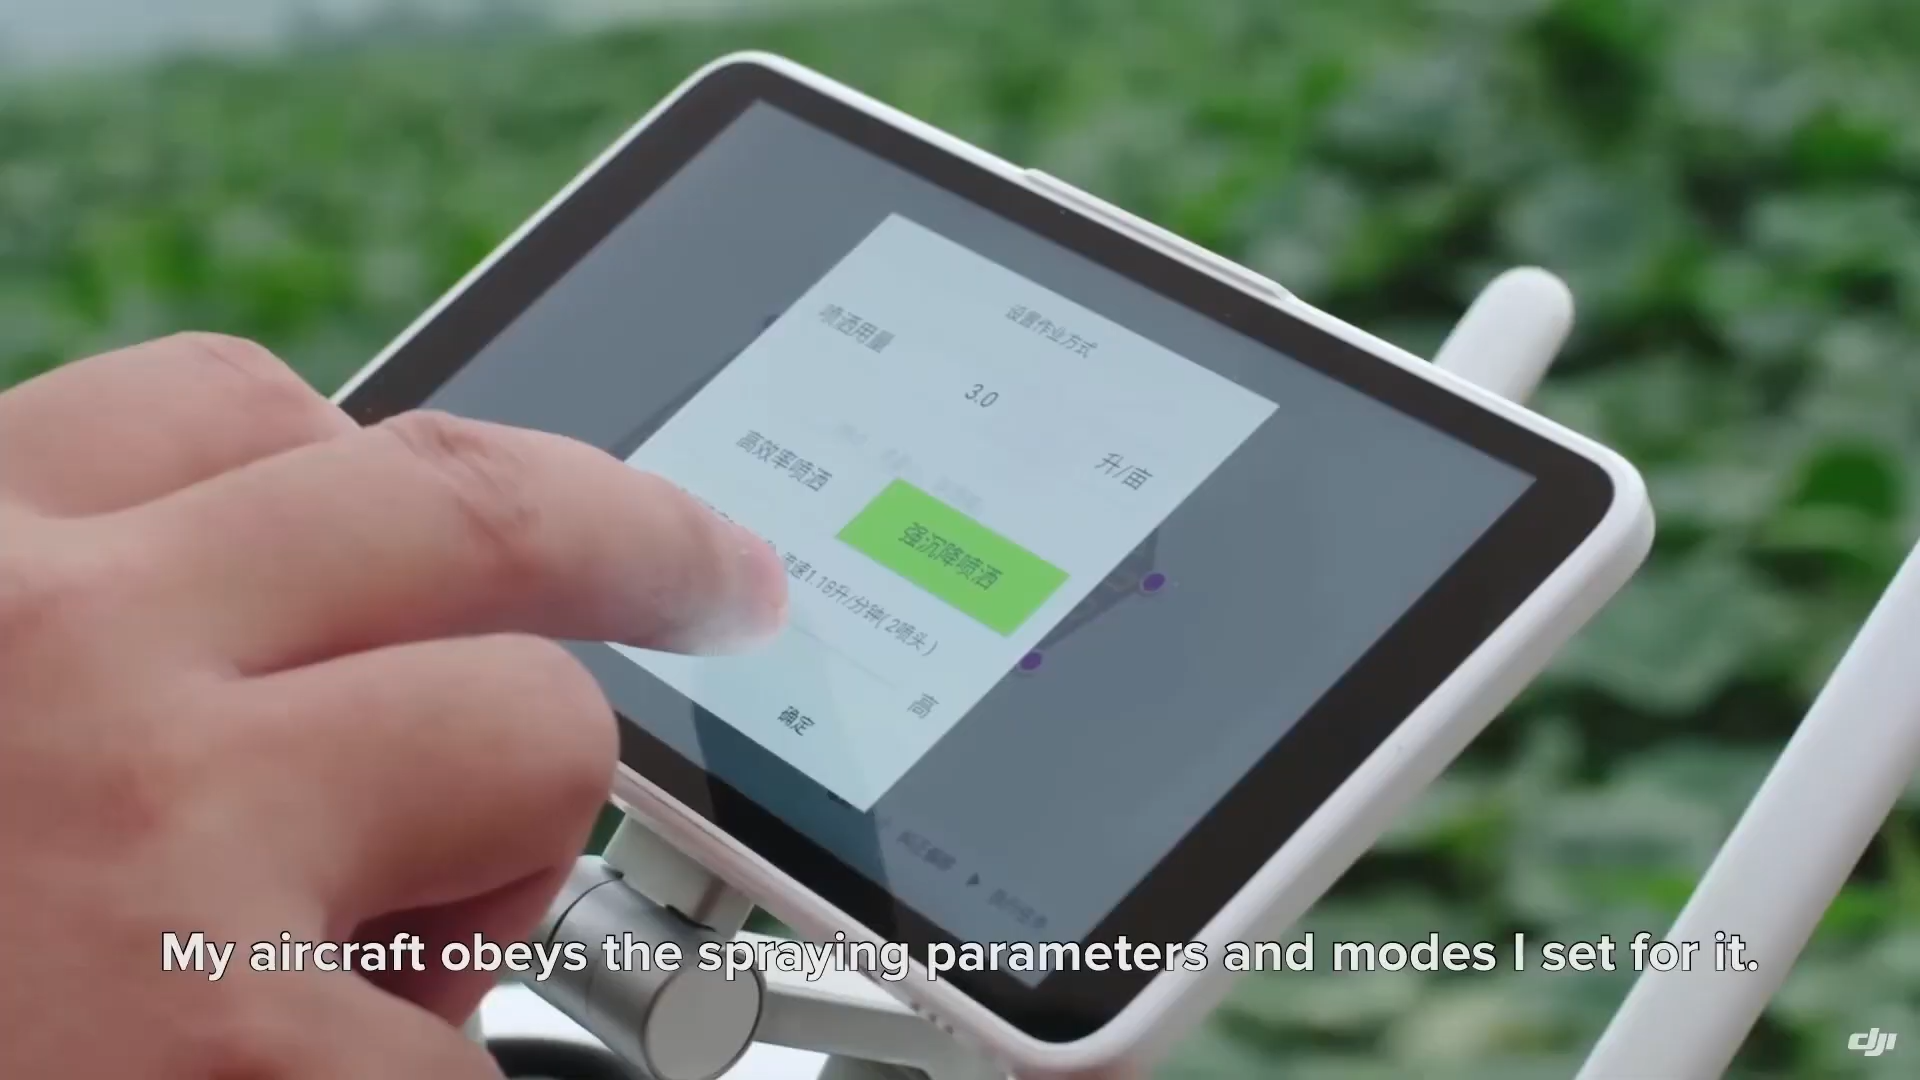 设置作业方式
喷洒用量
3.0
升/亩
高效率喷洒
强沉降喷洒
流速1.18升/分钟(2喷头)
高
确定
My aircraft obeys the spraying parameters and modes I set for it.
dji